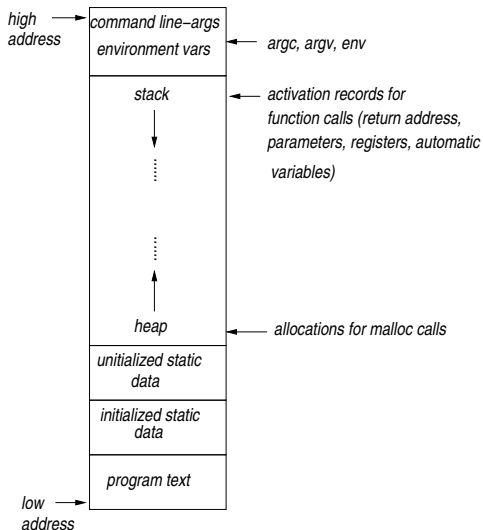 high
address
command line-args
environment vars
argc, argv, env
stack
activation records for
function calls (return address,
parameters, registers, automatic
variables)
heap
allocations for malloc calls
unitialized static
data
initialized static
data
program text
low
address